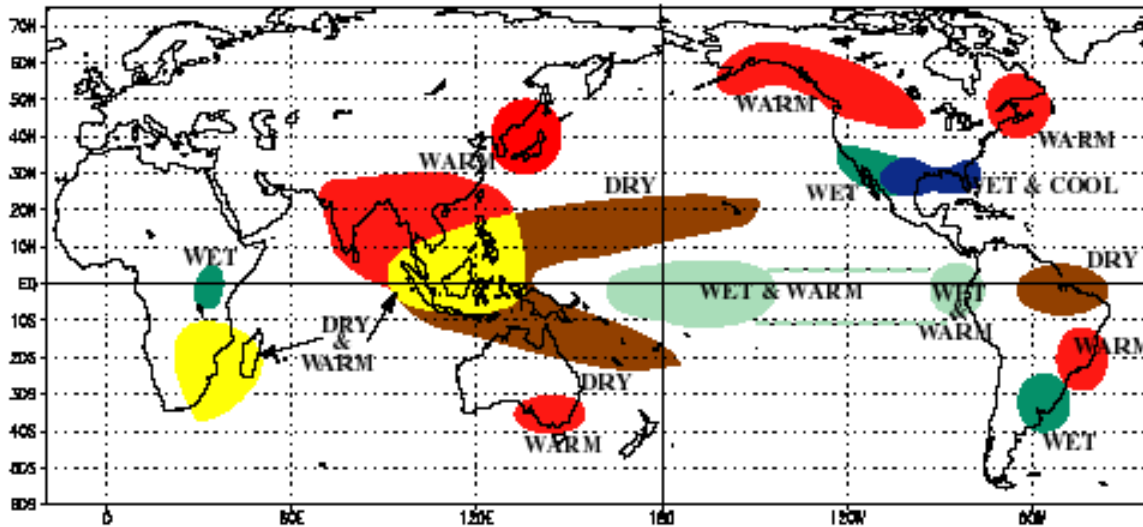 70N
60N
50N
WARM
WARM
40N
WARM
30N
DRY
WET
WET & COOL
20N
10N
WET
DRY
EQ
WET & WARM
WET
&
WARM
10S
DRY
&
WARM
20S
WARM
30S
DRY
40S
WARM
WET
50S
60S
0
60E
120E
180
120W
60W